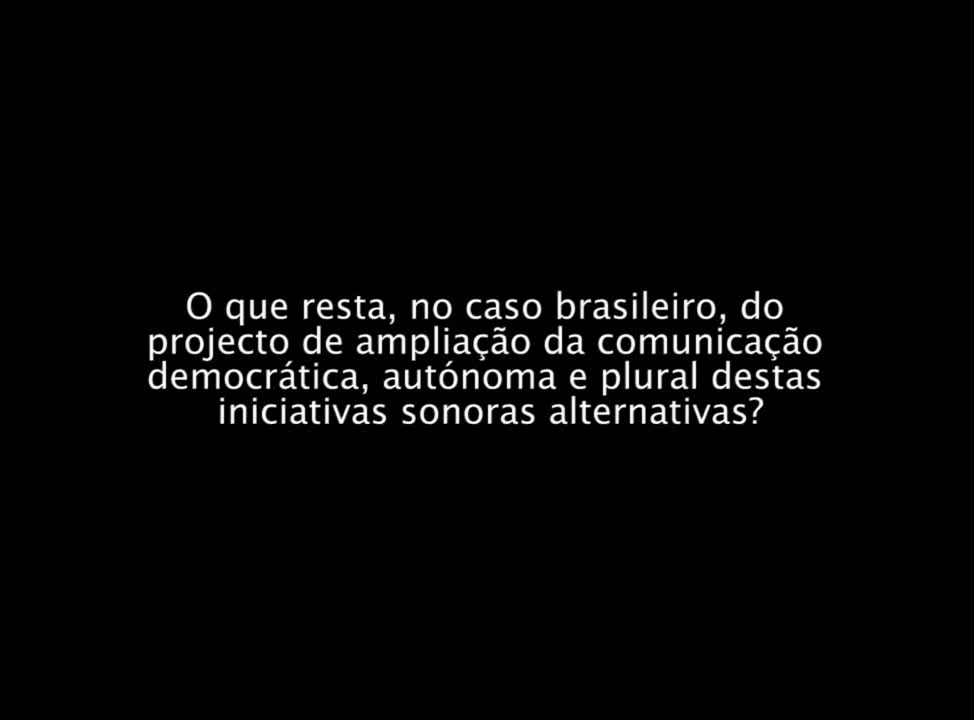 O que resta, no caso brasileiro, do
projecto de ampliação da comunicação
democrática, autónoma e plural destas
iniciativas sonoras alternativas?